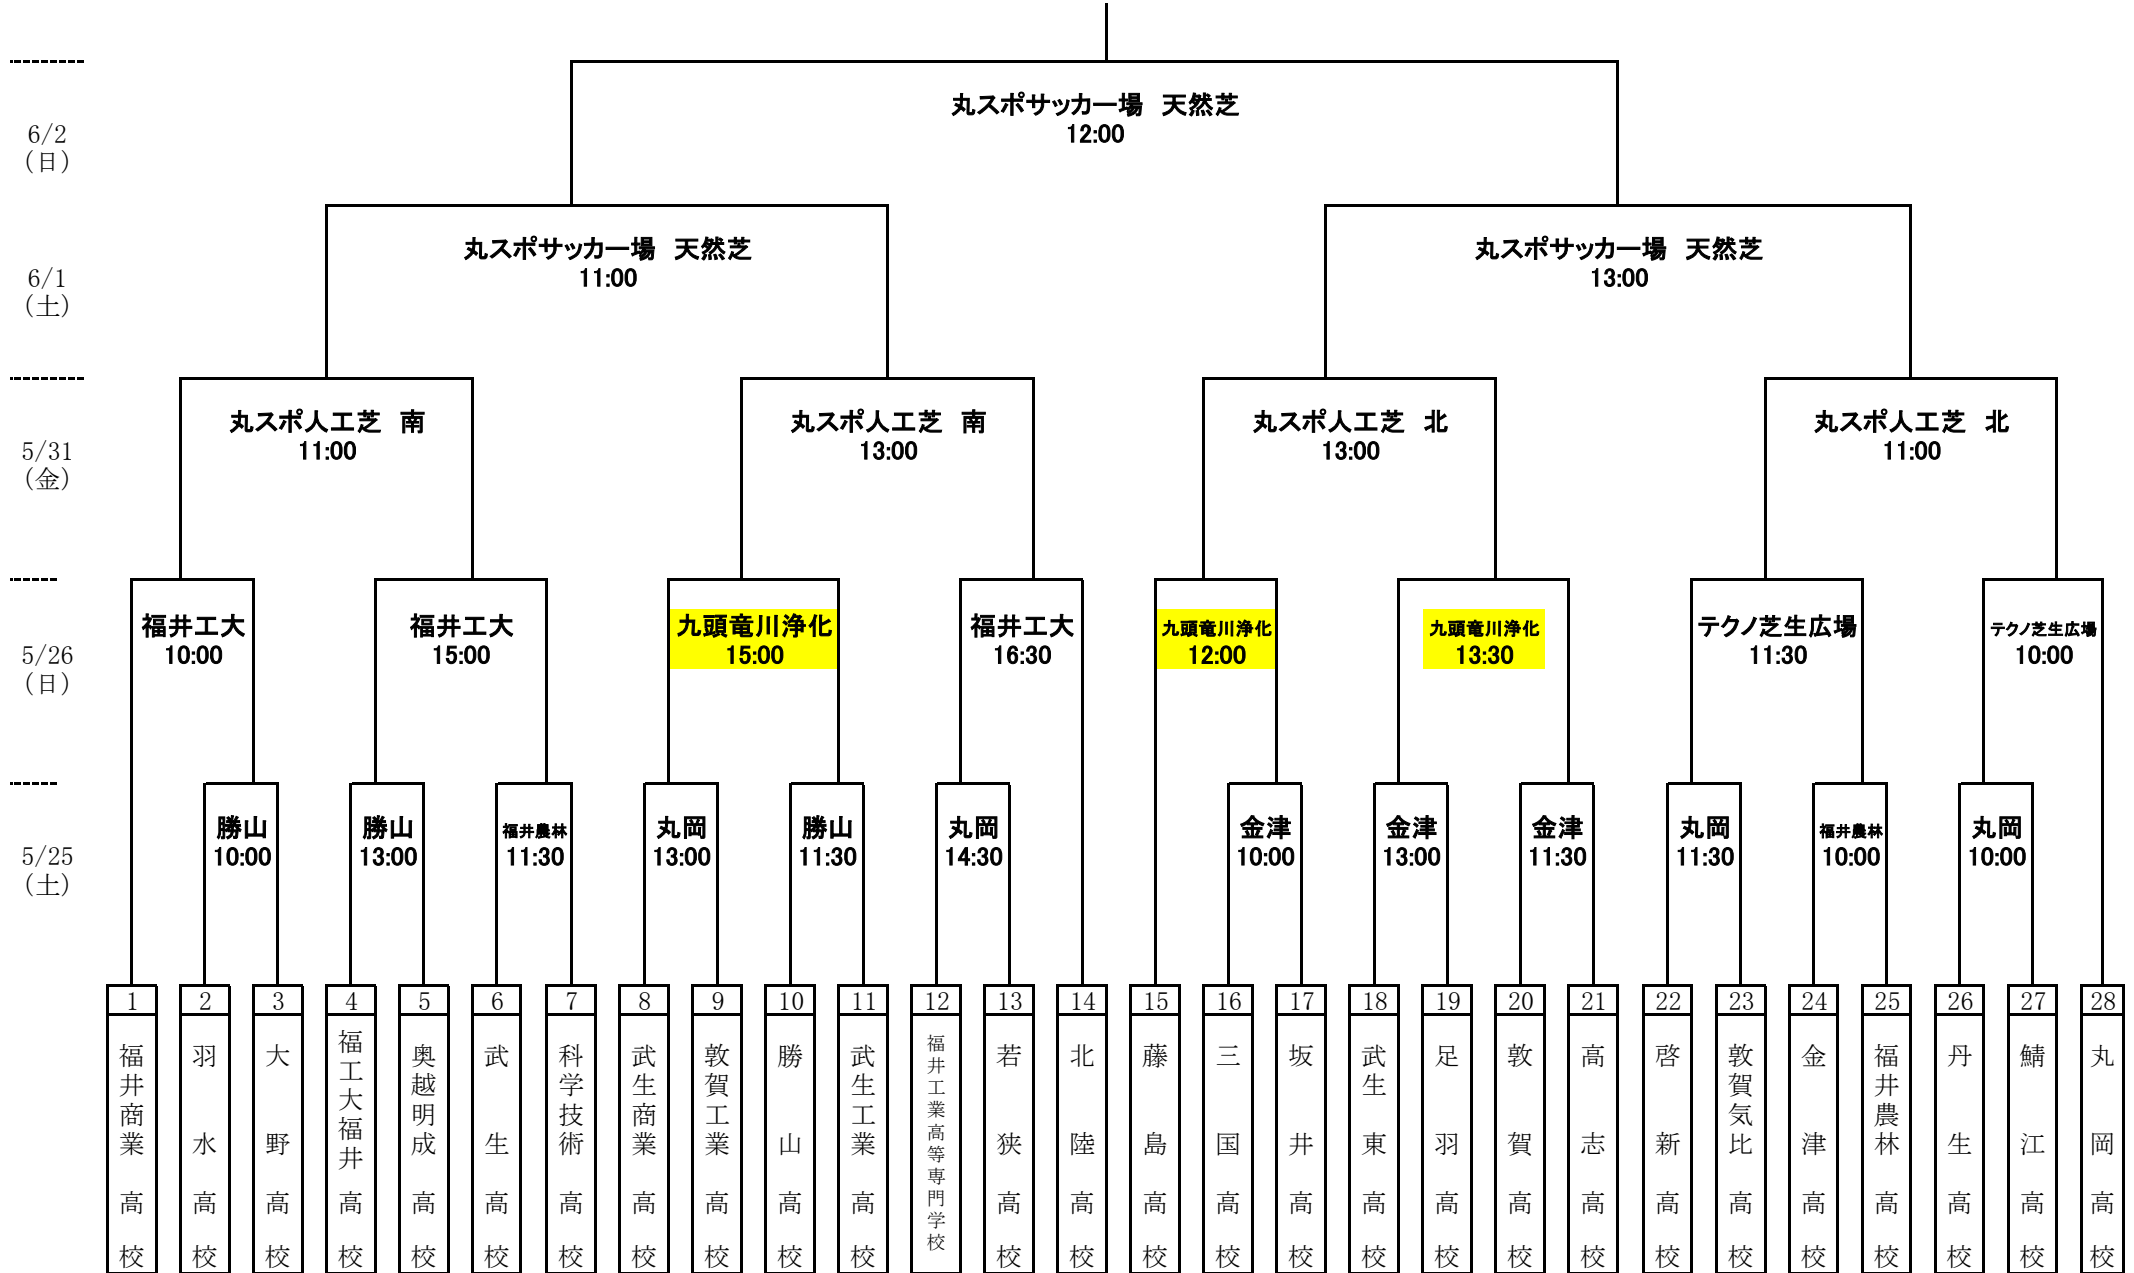 丸スポサッカー場　天然芝
12:00
6/2
（日）
丸スポサッカー場　天然芝
11:00
丸スポサッカー場　天然芝
13:00
6/1
（土）
丸スポ人工芝　南
11:00
丸スポ人工芝　南
13:00
丸スポ人工芝　北
13:00
丸スポ人工芝　北
11:00
5/31
（金）
福井工大
10:00
福井工大
15:00
九頭竜川浄化
15:00
福井工大
16:30
九頭竜川浄化
12:00
九頭竜川浄化
13:30
テクノ芝生広場
11:30
テクノ芝生広場
10:00
5/26
（日）
勝山
10:00
勝山
13:00
福井農林
11:30
丸岡
13:00
勝山
11:30
丸岡
14:30
金津
10:00
金津
13:00
金津
11:30
丸岡
11:30
福井農林
10:00
丸岡
10:00
5/25
（土）
1
福井商業高校
2
羽水高校
3
大野高校
4
福工大福井高校
5
奥越明成高校
6
武生高校
7
科学技術高校
8
武生商業高校
9
敦賀工業高校
10
勝山高校
11
武生工業高校
12
福井工業高等専門学校
13
若狭高校
14
北陸高校
15
藤島高校
16
三国高校
17
坂井高校
18
武生東高校
19
足羽高校
20
敦賀高校
21
高志高校
22
啓新高校
23
敦賀気比高校
24
金津高校
25
福井農林高校
26
丹生高校
27
鯖江高校
28
丸岡高校